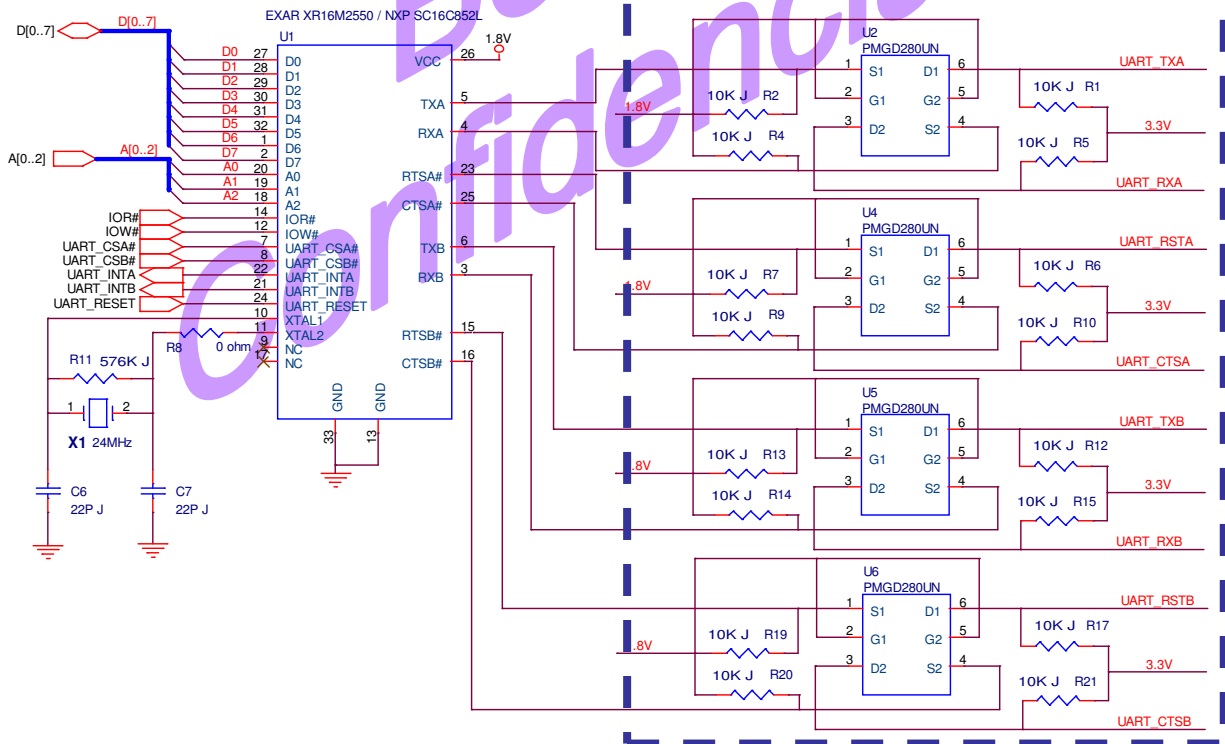 EXAR XR16M2550 / NXP SC16C852L
U1
D[0..7]
D[0..7]
A[0..2]
A[0..2]
D0 27 D0
D1 28 D1
D2 29 D2
D3 30 D3
D4 31 D4
D5 32 D5
D6 1 D6
D7 2 D7
A0 20 A0
A1 19 A1
A2 18 A2
IOR# 14 IOR#
IOW# 12 IOW#
UART_CSA# 7 UART_CSA#
UART_CSB# 8 UART_CSB#
UART_INTA 22 UART_INTA
UART_INTB 21 UART_INTB
UART_RESET 24 UART_RESET
10 XTAL1
11 XTAL2
9 NC
17 NC
VCC 26 1.8V
TXA 5
RXA 4
RTSA# 23
CTSA# 25
TXB 6
RXB 3
RTSB# 15
CTSB# 16
GND GND
33 13
R8 0 ohm
R11 576K J
1 2
X1 24MHz
C6
22P J
C7
22P J
U2
PMGD280UN
1 S1 D1 6
2 G1 G2 5
3 D2 S2 4
10K J R2
1.8V
10K J R4
UART_TXA
10K J R1
3.3V
10K J R5
UART_RXA
U4
PMGD280UN
1 S1 D1 6
2 G1 G2 5
3 D2 S2 4
10K J R7
.8V
10K J R9
UART_RSTA
10K J R6
3.3V
10K J R10
UART_CTSA
U5
PMGD280UN
1 S1 D1 6
2 G1 G2 5
3 D2 S2 4
10K J R13
.8V
10K J R14
UART_TXB
10K J R12
3.3V
10K J R15
UART_RXB
U6
PMGD280UN
1 S1 D1 6
2 G1 G2 5
3 D2 S2 4
10K J R19
.8V
10K J R20
UART_RSTB
10K J R17
3.3V
10K J R21
UART_CTSB